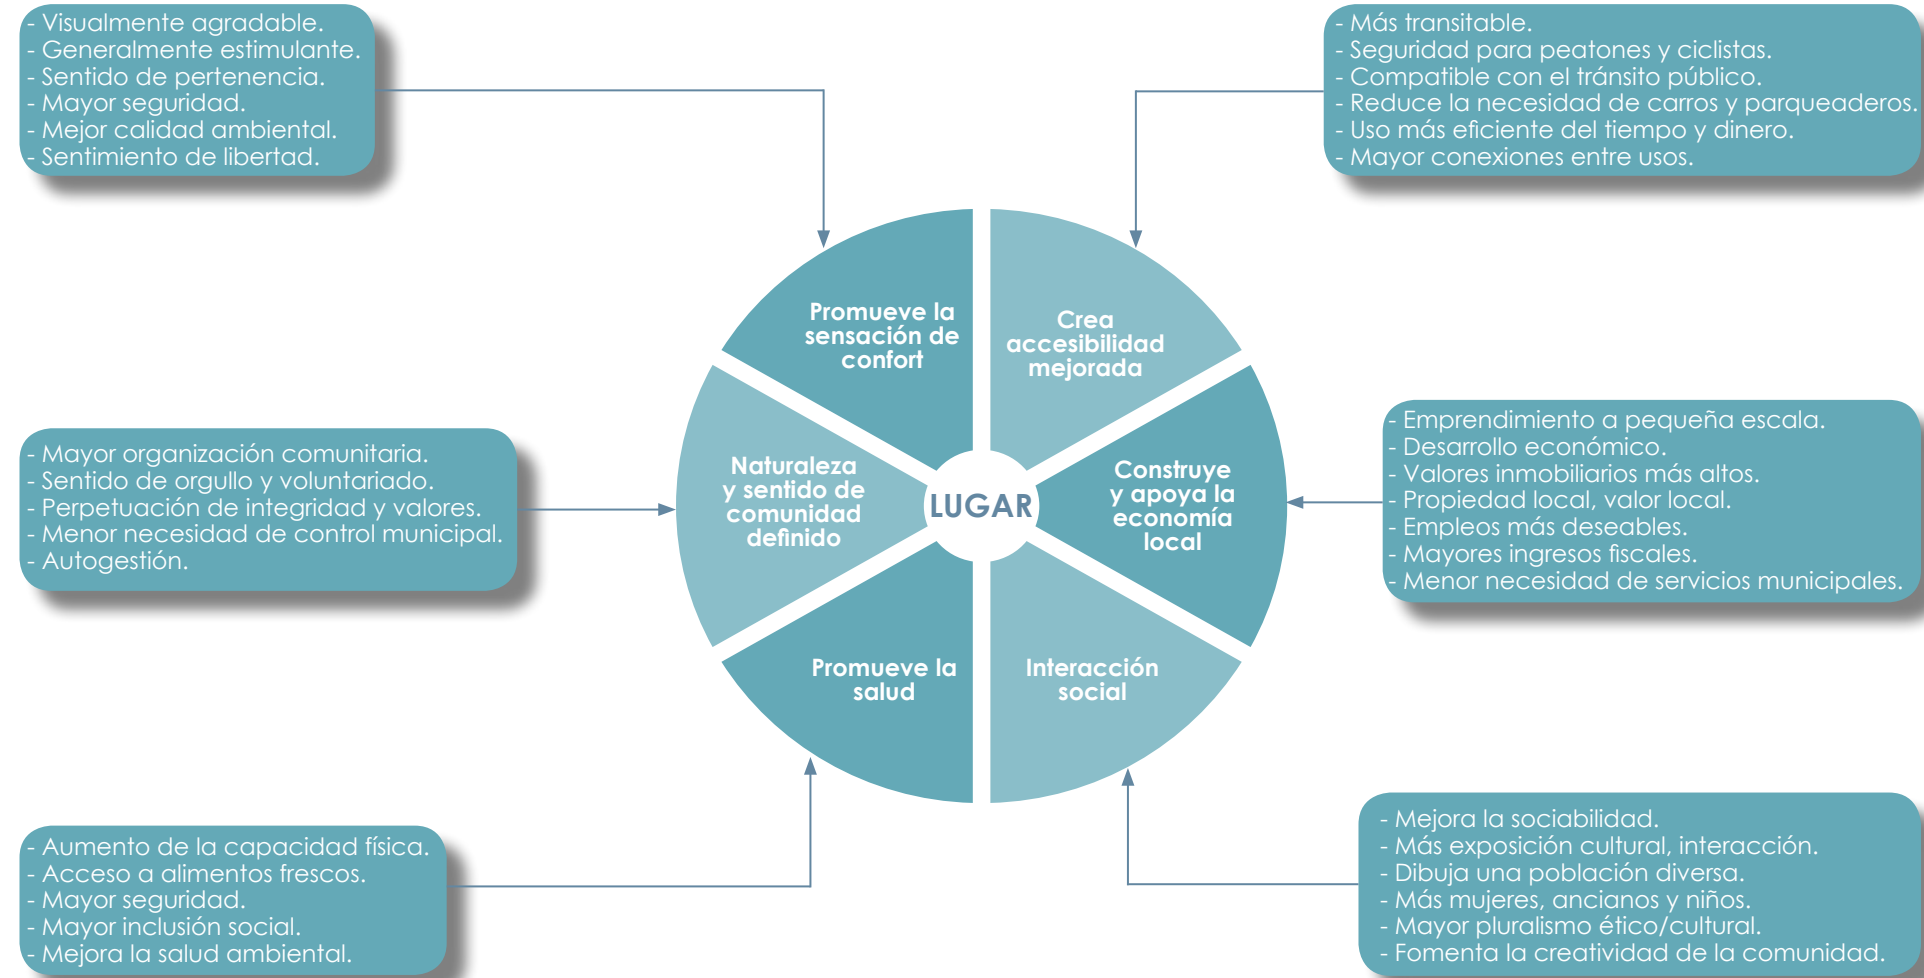 - Visualmente agradable.
- Generalmente estimulante.
- Sentido de pertenencia.
- Mayor seguridad.
- Mejor calidad ambiental.
- Sentimiento de libertad.
- Más transitable.
- Seguridad para peatones y ciclistas.
- Compatible con el tránsito público.
- Reduce la necesidad de carros y parqueaderos.
- Uso más eficiente del tiempo y dinero.
- Mayor conexiones entre usos.
Promueve la
sensación de
confort
Crea
accesibilidad
mejorada
- Mayor organización comunitaria.
- Sentido de orgullo y voluntariado.
- Perpetuación de integridad y valores.
- Menor necesidad de control municipal.
- Autogestión.
Naturaleza
y sentido de
comunidad
definido
LUGAR
Construye
y apoya la
economía
local
- Emprendimiento a pequeña escala.
- Desarrollo económico.
- Valores inmobiliarios más altos.
- Propiedad local, valor local.
- Empleos más deseables.
- Mayores ingresos fiscales.
- Menor necesidad de servicios municipales.
Promueve la
salud
Interacción
social
- Aumento de la capacidad física.
- Acceso a alimentos frescos.
- Mayor seguridad.
- Mayor inclusión social.
- Mejora la salud ambiental.
- Mejora la sociabilidad.
- Más exposición cultural, interacción.
- Dibuja una población diversa.
- Más mujeres, ancianos y niños.
- Mayor pluralismo ético/cultural.
- Fomenta la creatividad de la comunidad.